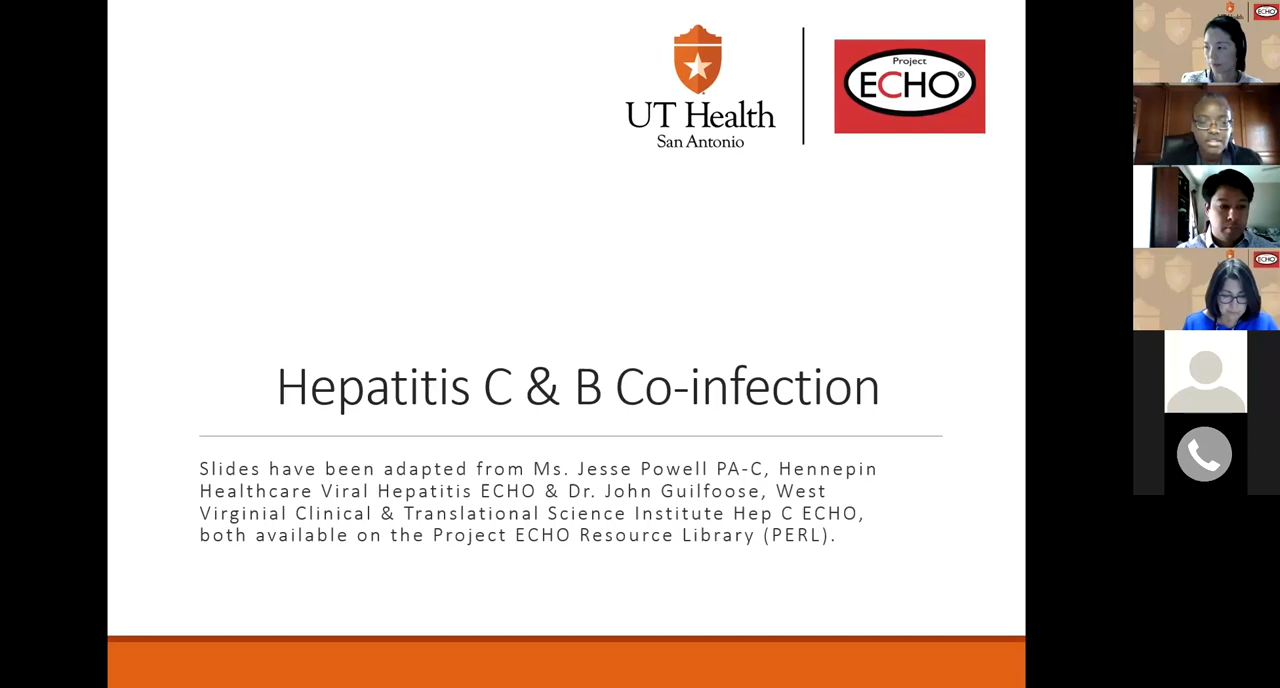 UT Health
San Antonio
Project
ECHO®
Hepatitis C & B Co-infection
Slides have been adapted from Ms. Jesse Powell PA-C, Hennepin
Healthcare Viral Hepatitis ECHO & Dr. John Guilfoose, West
Virginial Clinical & Translational Science Institute Hep C ECHO,
both available on the Project ECHO Resource Library (PERL).
ECHO
ECHO